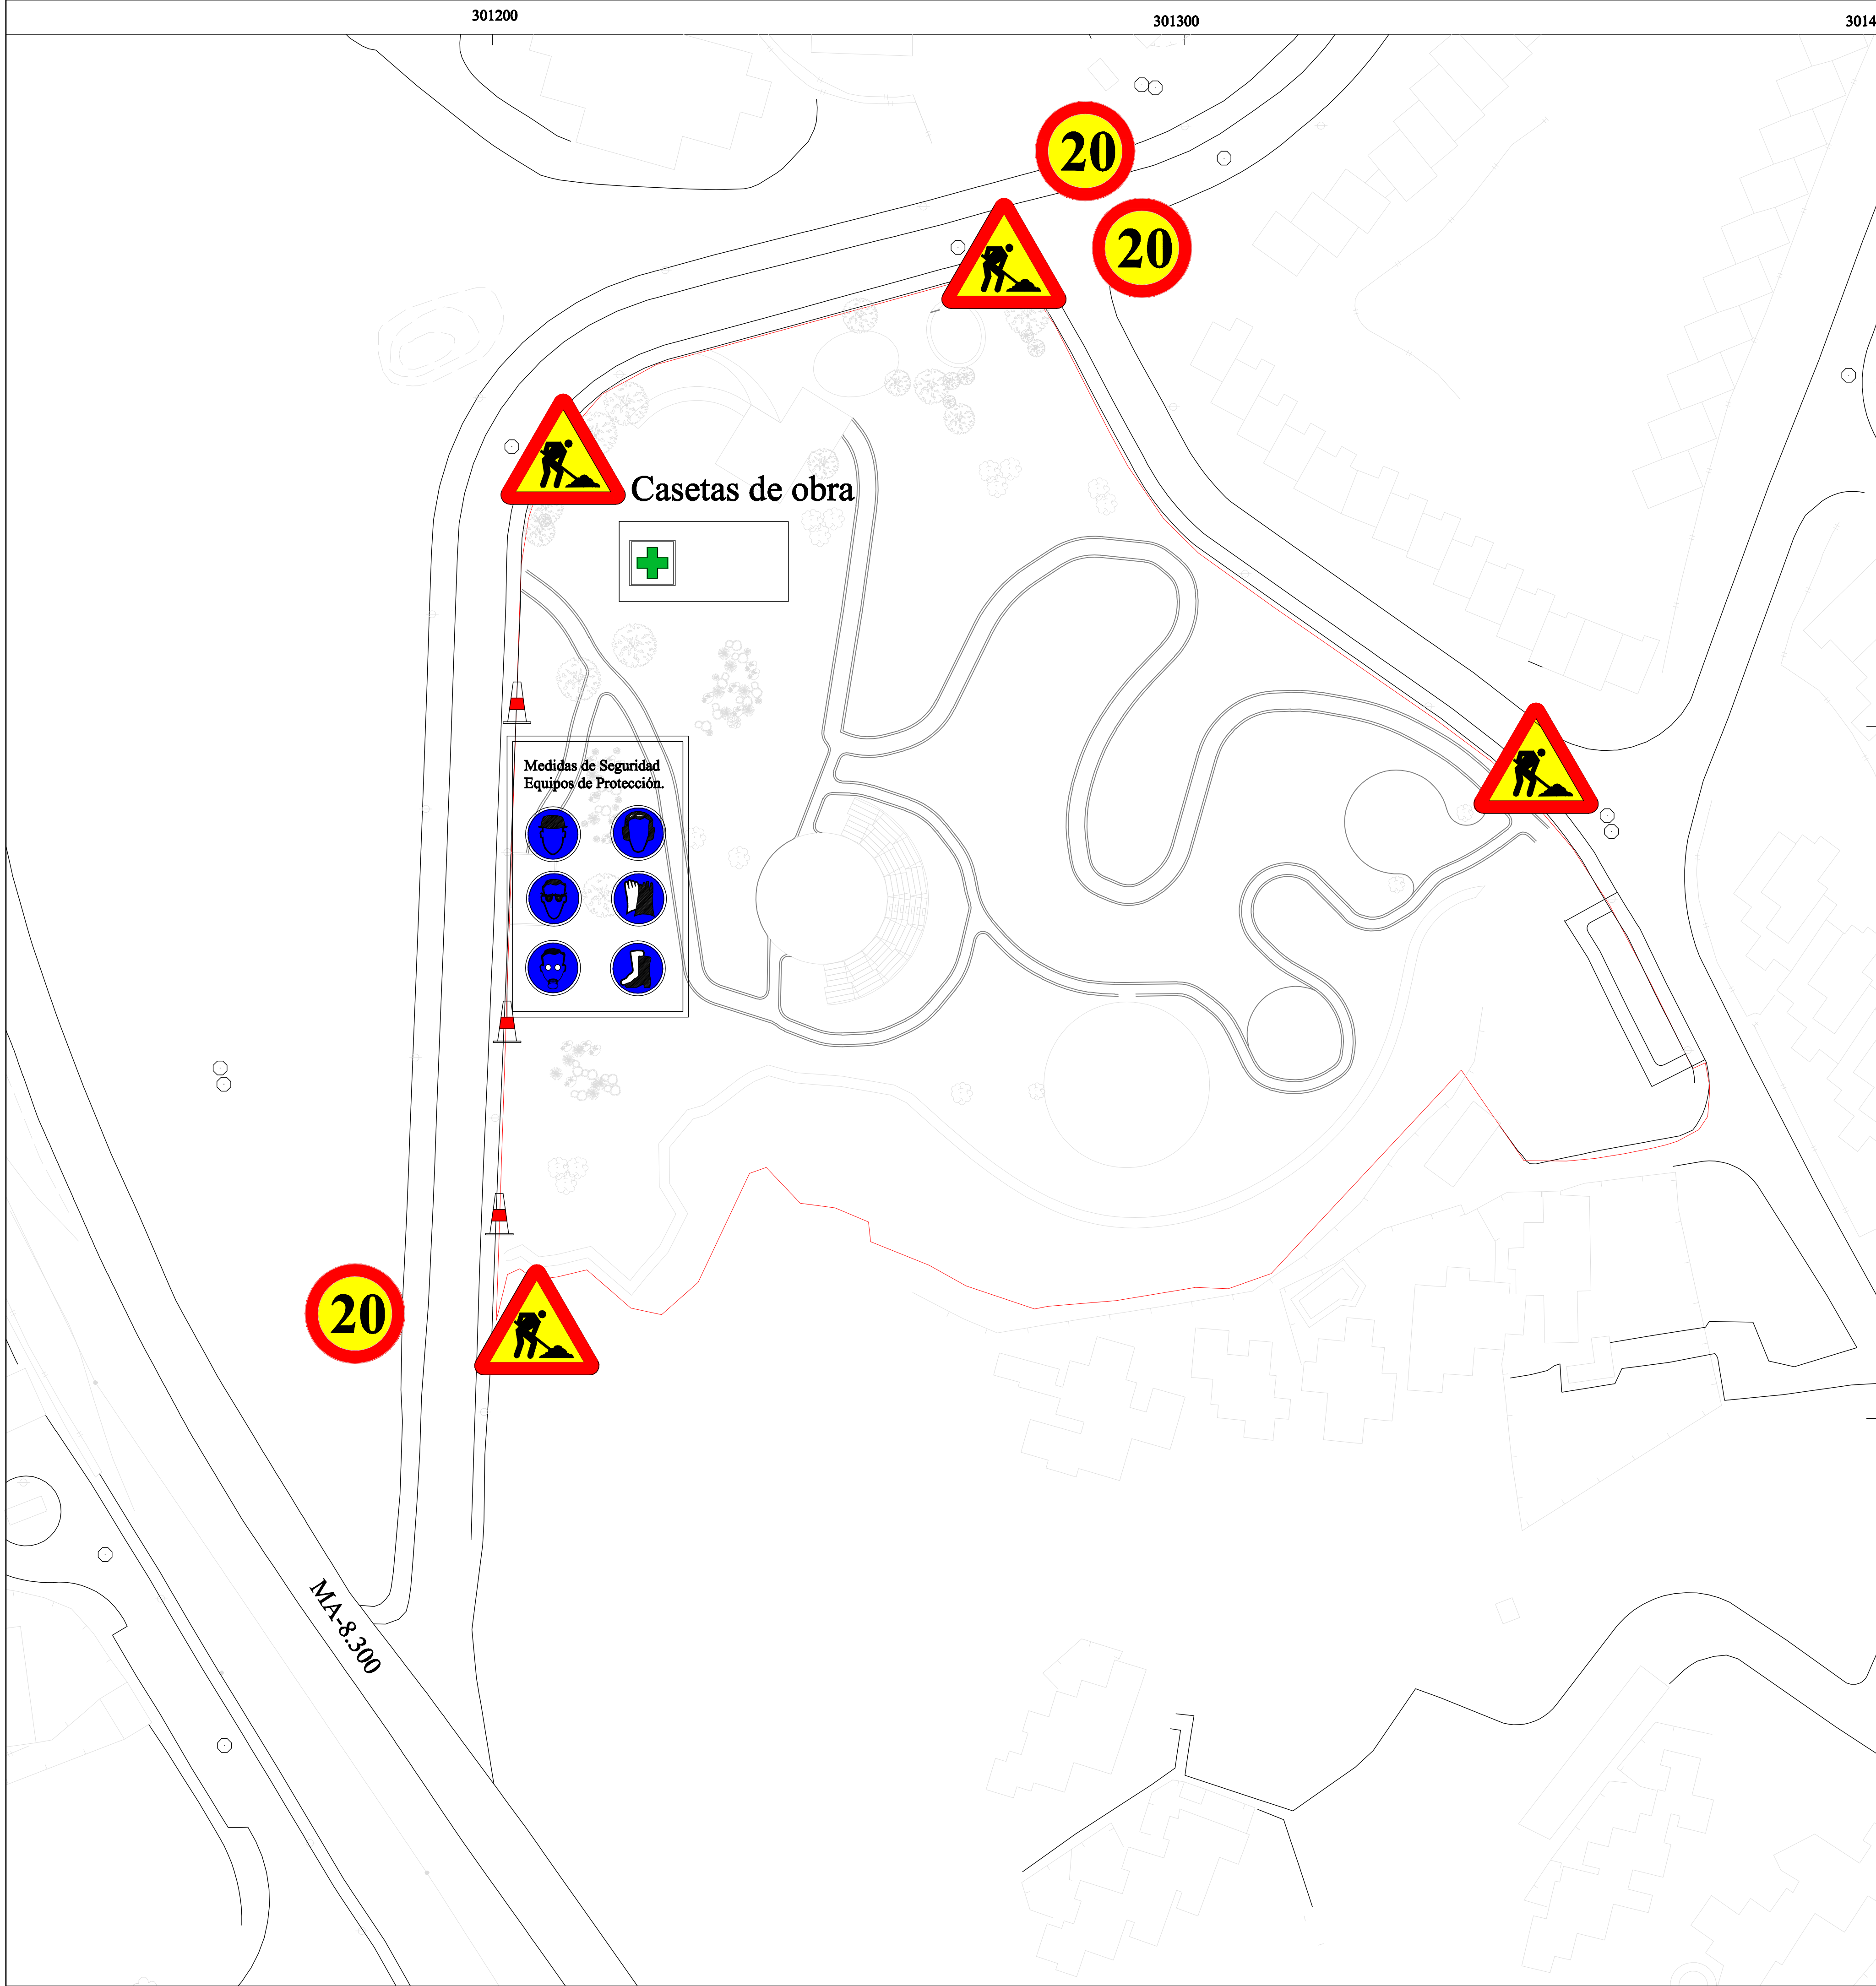 301200
301300
3014
20
20
Casetas de obra
Medidas de Seguridad
Equipos de Protección.
20
MA-8.300